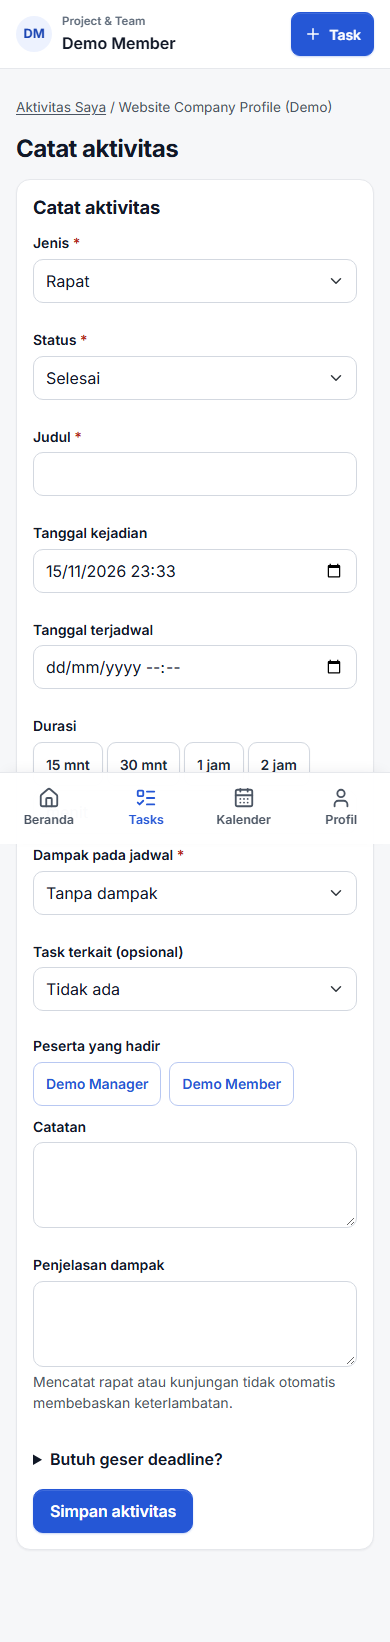 DM
Project & Team
Demo Member
+ Task
Aktivitas Saya / Website Company Profile (Demo)
Catat aktivitas
Catat aktivitas
Jenis *
Rapat
Status *
Selesai
Judul *
Tanggal kejadian
15/11/2026 23:33
Tanggal terjadwal
dd/mm/yyyy --:--
Durasi
15 mnt
30 mnt
1 jam
2 jam
Beranda
Tasks
Kalender
Profil
Dampak pada jadwal *
Tanpa dampak
Task terkait (opsional)
Tidak ada
Peserta yang hadir
Demo Manager
Demo Member
Catatan
Penjelasan dampak
Mencatat rapat atau kunjungan tidak otomatis
membebaskan keterlambatan.
Butuh geser deadline?
Simpan aktivitas